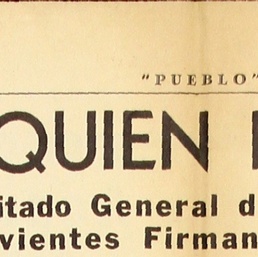 "PUEBLO"
QUIEN
itado General d
vientes Firman